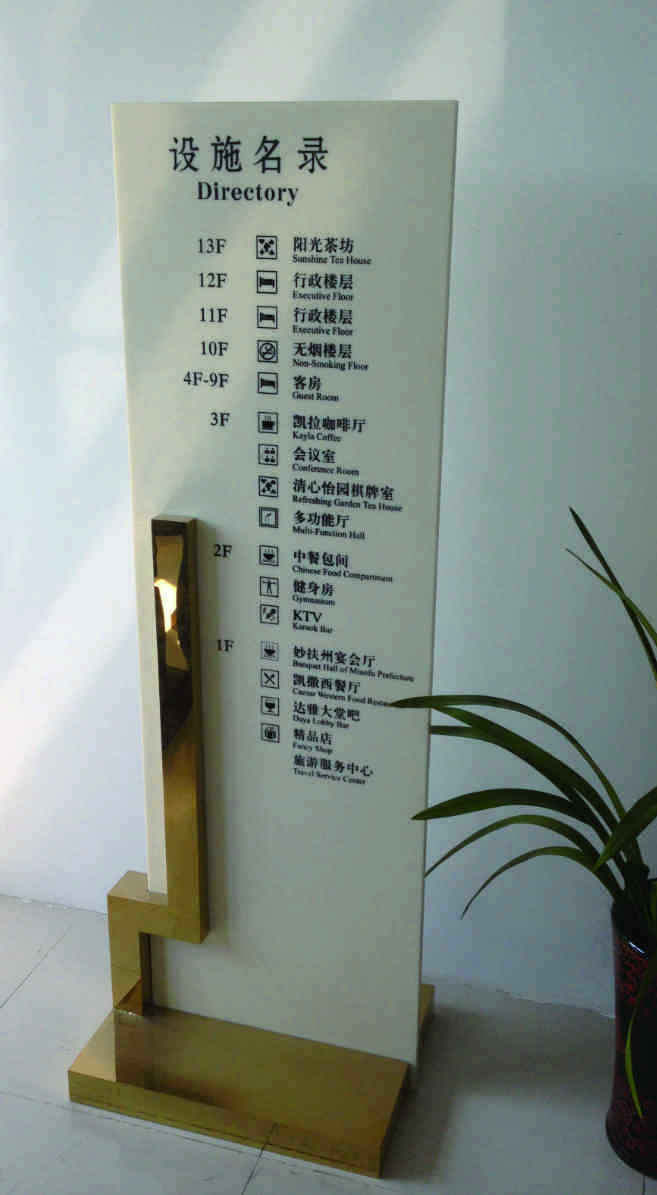 设施名录
Directory
13F 阳光茶坊
Sunshine Tea House
12F 行政楼层
Executive Floor
11F 行政楼层
Executive Floor
10F 无烟楼层
Non-Smoking Floor
4F-9F 客房
Guest Room
3F 凯拉咖啡厅
Kayla Coffee
会议室
Conference Room
清心怡园棋牌室
Refreshing Garden Tea House
多功能厅
Multi-Function Hall
2F 中餐包间
Chinese Food Compartment
健身房
Gymnasium
KTV
Karaok Bar
1F 妙扶州宴会厅
Banquet Hall of Miaofu Prefecture
凯撒西餐厅
Caesar Western Food
达雅大堂吧
Daya Lobby Bar
精品店
Fancy Shop
旅游服务中心
Travel Service Center